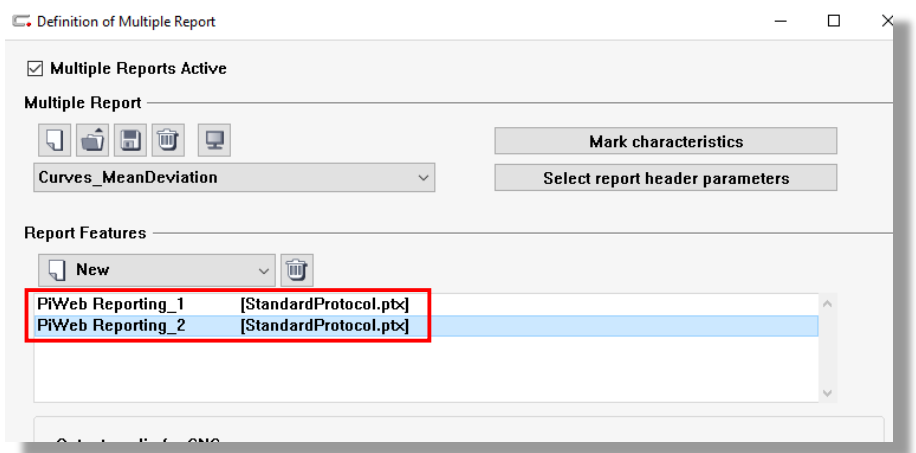 Definition of Multiple Report
Multiple Reports Active
Multiple Report
Mark characteristics
Curves_MeanDeviation
Select report header parameters
Report Features
New
PiWeb Reporting_1 [StandardProtocol.ptx]
PiWeb Reporting_2 [StandardProtocol.ptx]